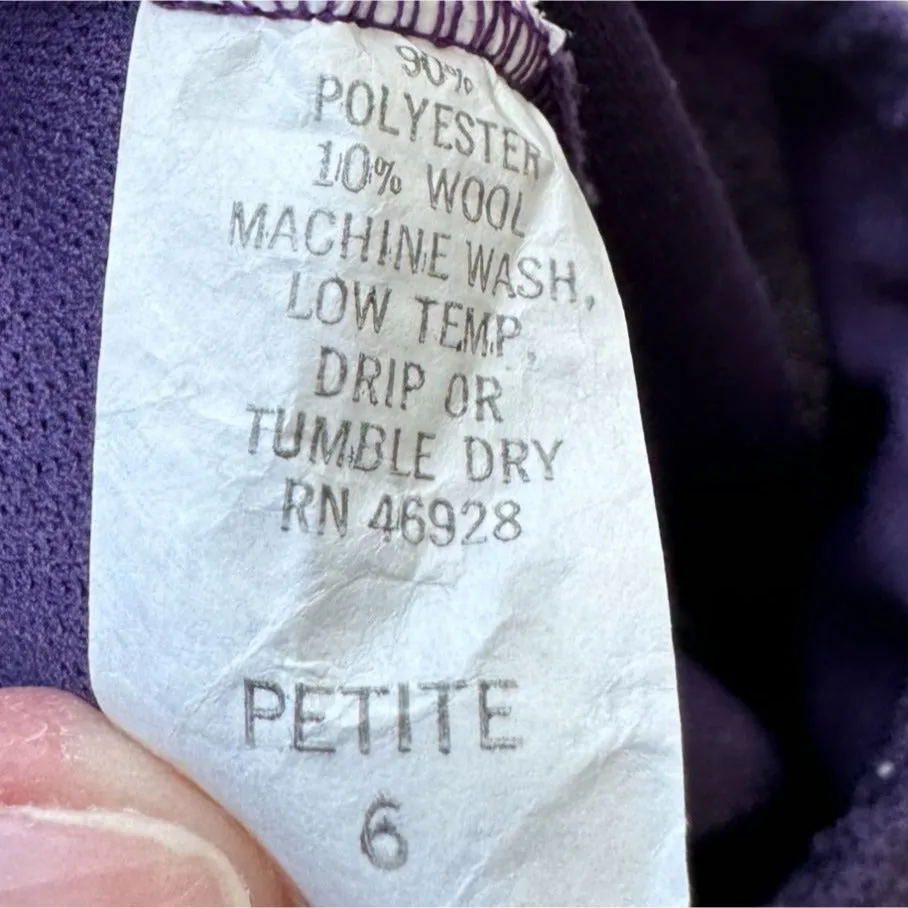 90%
POLYESTER
10% WOOL
MACHINE WASH,
LOW TEMP,
DRIP OR
TUMBLE DRY
RN 46928
PETITE
6